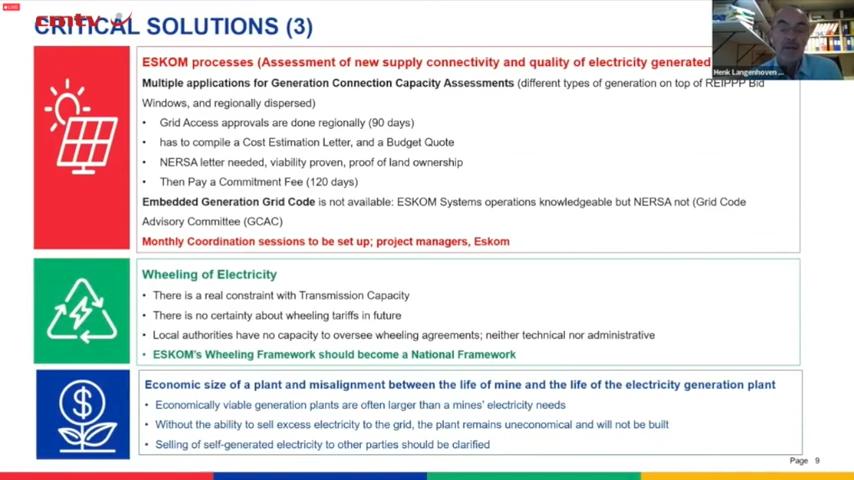 LIVE
cmtv
CRITICAL SOLUTIONS (3)
Henk Langenhoven ...
ESKOM processes (Assessment of new supply connectivity and quality of electricity generated
Multiple applications for Generation Connection Capacity Assessments (different types of generation on top of REIPPP Bid
Windows, and regionally dispersed)
• Grid Access approvals are done regionally (90 days)
• has to compile a Cost Estimation Letter, and a Budget Quote
• NERSA letter needed, viability proven, proof of land ownership
• Then Pay a Commitment Fee (120 days)
Embedded Generation Grid Code is not available: ESKOM Systems operations knowledgeable but NERSA not (Grid Code
Advisory Committee (GCAC)
Monthly Coordination sessions to be set up; project managers, Eskom
Wheeling of Electricity
• There is a real constraint with Transmission Capacity
• There is no certainty about wheeling tariffs in future
• Local authorities have no capacity to oversee wheeling agreements; neither technical nor administrative
• ESKOM's Wheeling Framework should become a National Framework
$
Economic size of a plant and misalignment between the life of mine and the life of the electricity generation plant
• Economically viable generation plants are often larger than a mines' electricity needs
• Without the ability to sell excess electricity to the grid, the plant remains uneconomical and will not be built
• Selling of self-generated electricity to other parties should be clarified
Page 9